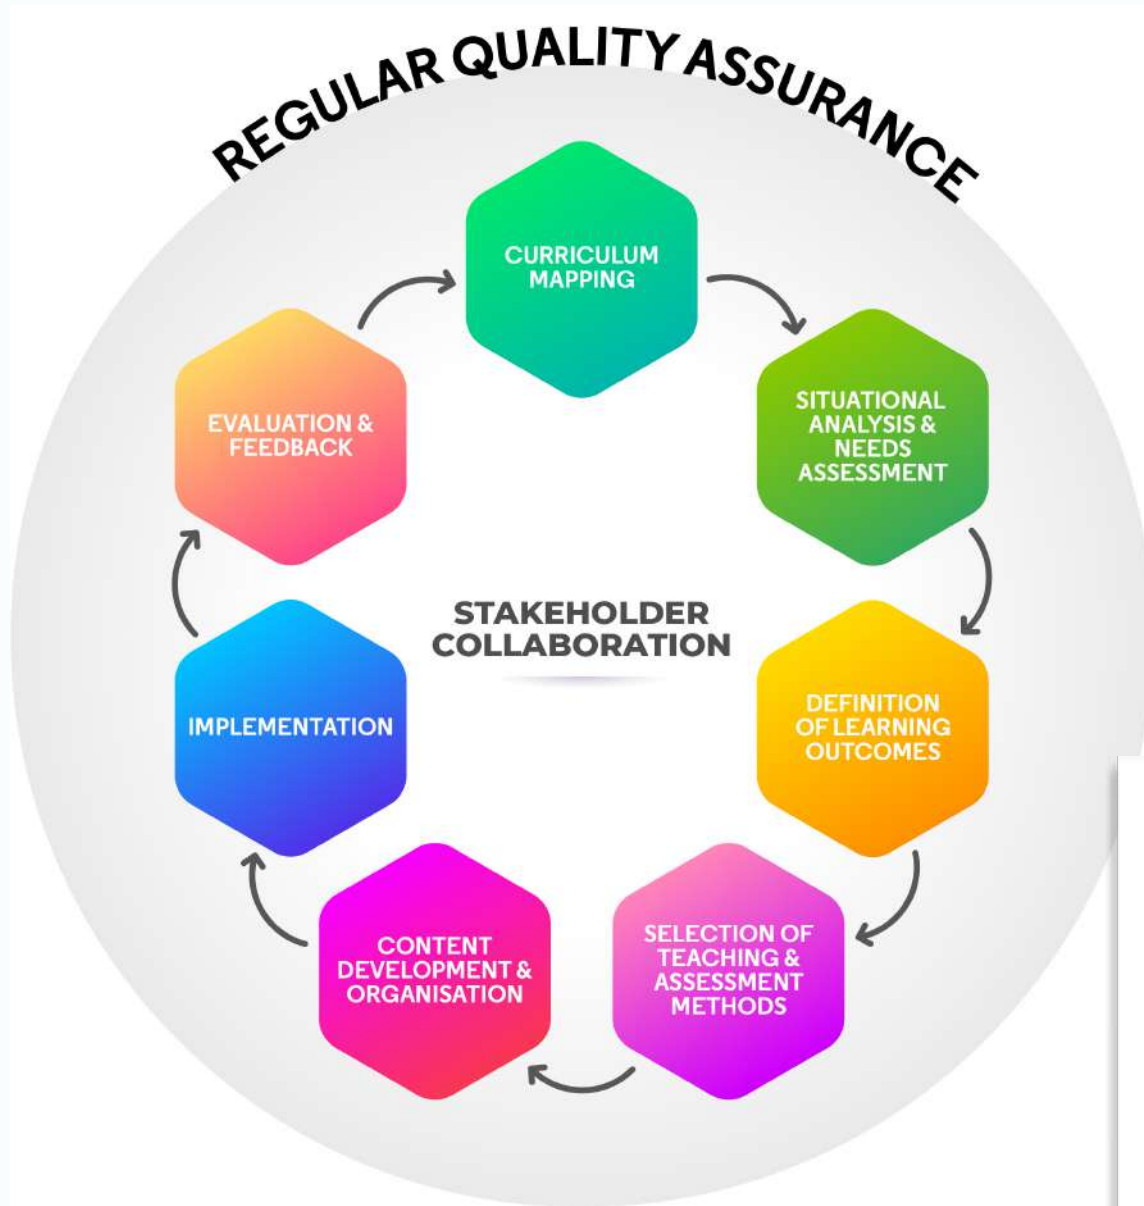 REGULAR QUALITY ASSURANCE
CURRICULUM
MAPPING
SITUATIONAL
ANALYSIS &
NEEDS
ASSESSMENT
DEFINITION
OF LEARNING
OUTCOMES
SELECTION OF
TEACHING &
ASSESSMENT
METHODS
CONTENT
DEVELOPMENT &
ORGANISATION
IMPLEMENTATION
EVALUATION &
FEEDBACK
STAKEHOLDER
COLLABORATION